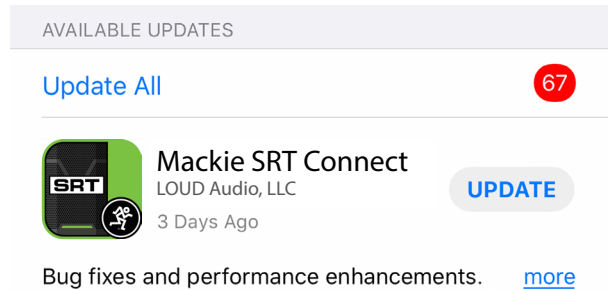 AVAILABLE UPDATES
Update All 67
SRT
Mackie SRT Connect
LOUD Audio, LLC
UPDATE
3 Days Ago
Bug fixes and performance enhancements. more